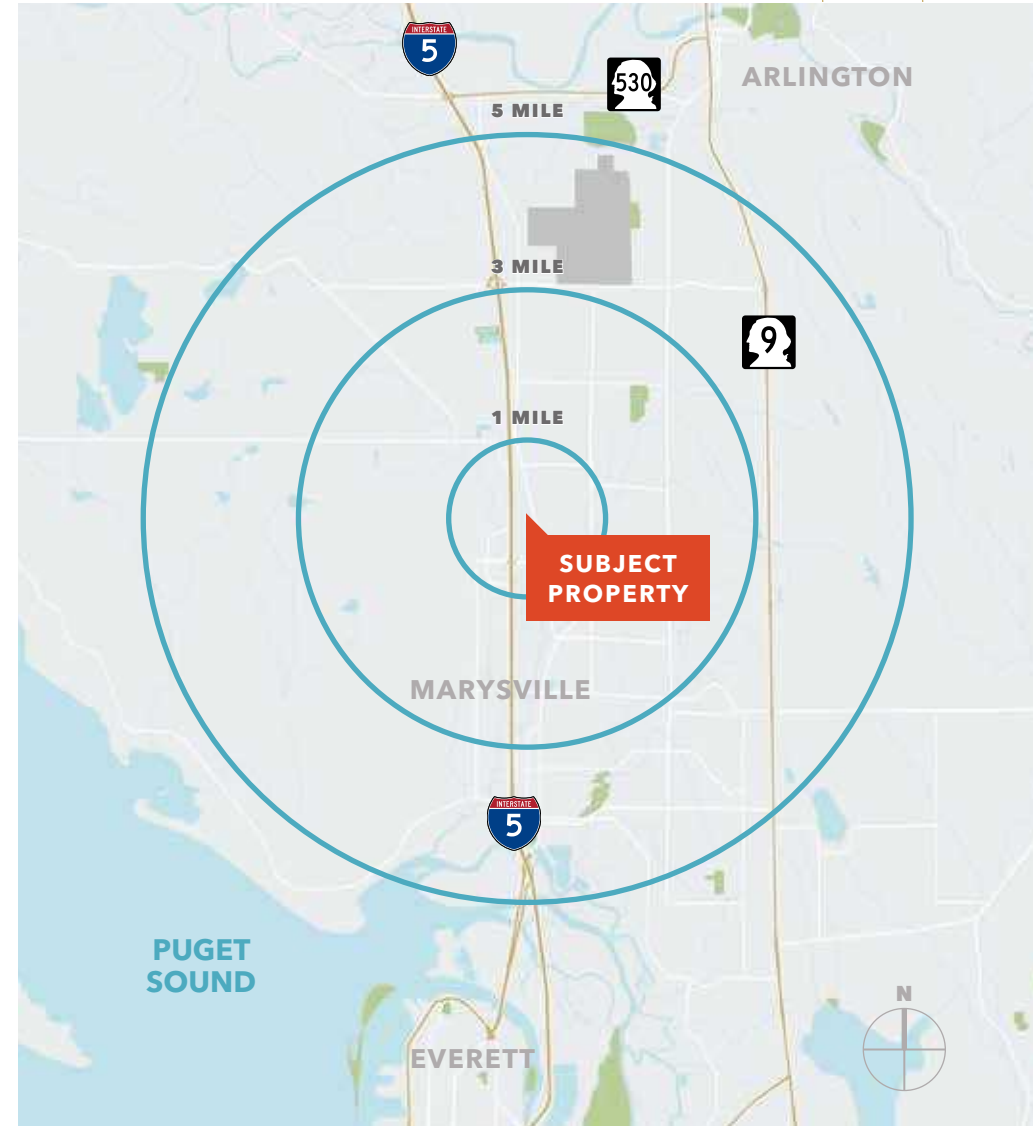 INTERSTATE
5
530
ARLINGTON
5 MILE
3 MILE
9
1 MILE
SUBJECT
PROPERTY
MARYSVILLE
INTERSTATE
5
PUGET
SOUND
N
EVERETT